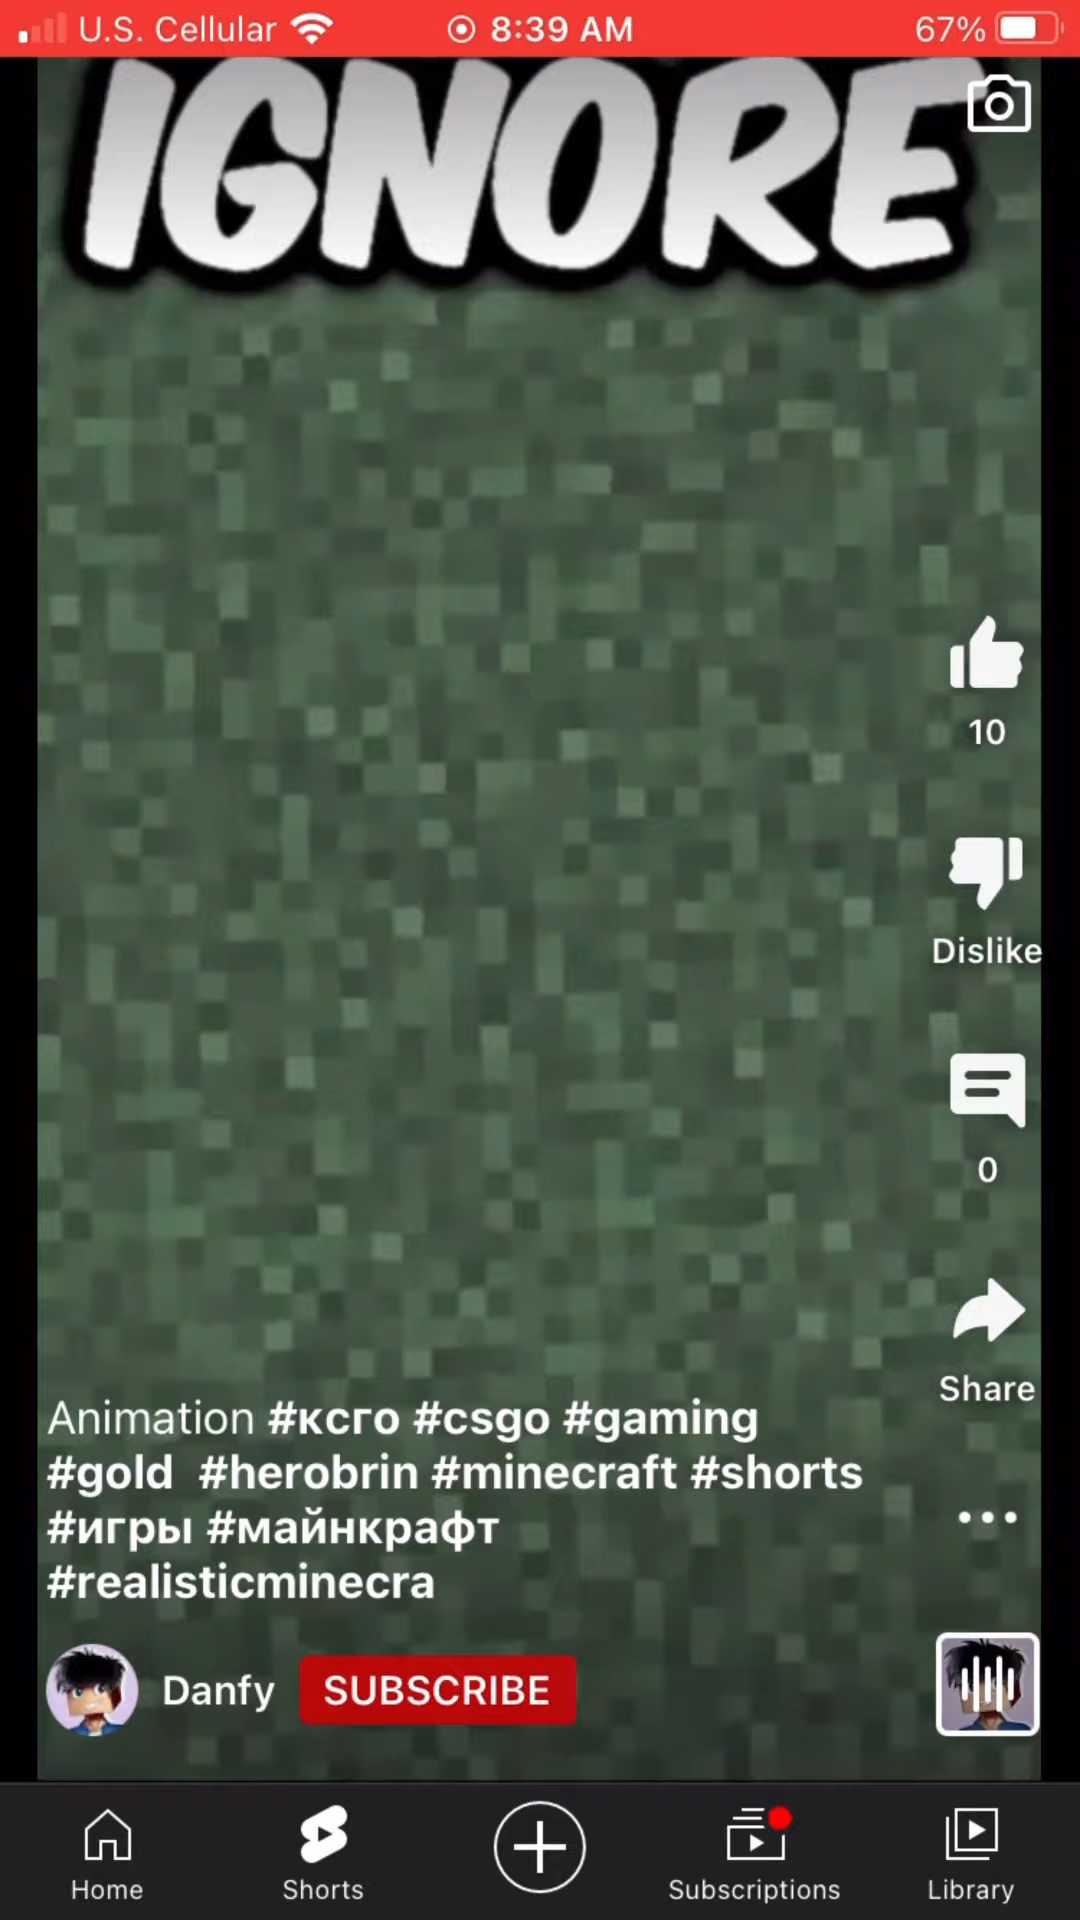 U.S. Cellular 8:39 AM 67%
IGNORE
10
Dislike
0
Share
Animation #ксго #csgo #gaming
#gold #herobrin #minecraft #shorts
#игры #майнкрафт
#realisticminecra
Danfy SUBSCRIBE
Home Shorts Subscriptions Library